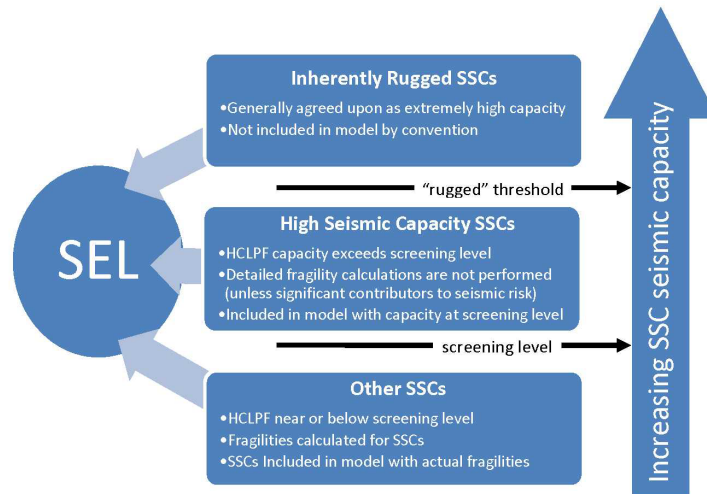 Inherently Rugged SSCs
•Generally agreed upon as extremely high capacity
•Not included in model by convention
"rugged" threshold
SEL
High Seismic Capacity SSCs
•HCLPF capacity exceeds screening level
•Detailed fragility calculations are not performed
(unless significant contributors to seismic risk)
•Included in model with capacity at screening level
screening level
Other SSCs
•HCLPF near or below screening level
•Fragilities calculated for SSCs
•SSCs Included in model with actual fragilities
Increasing SSC seismic capacity